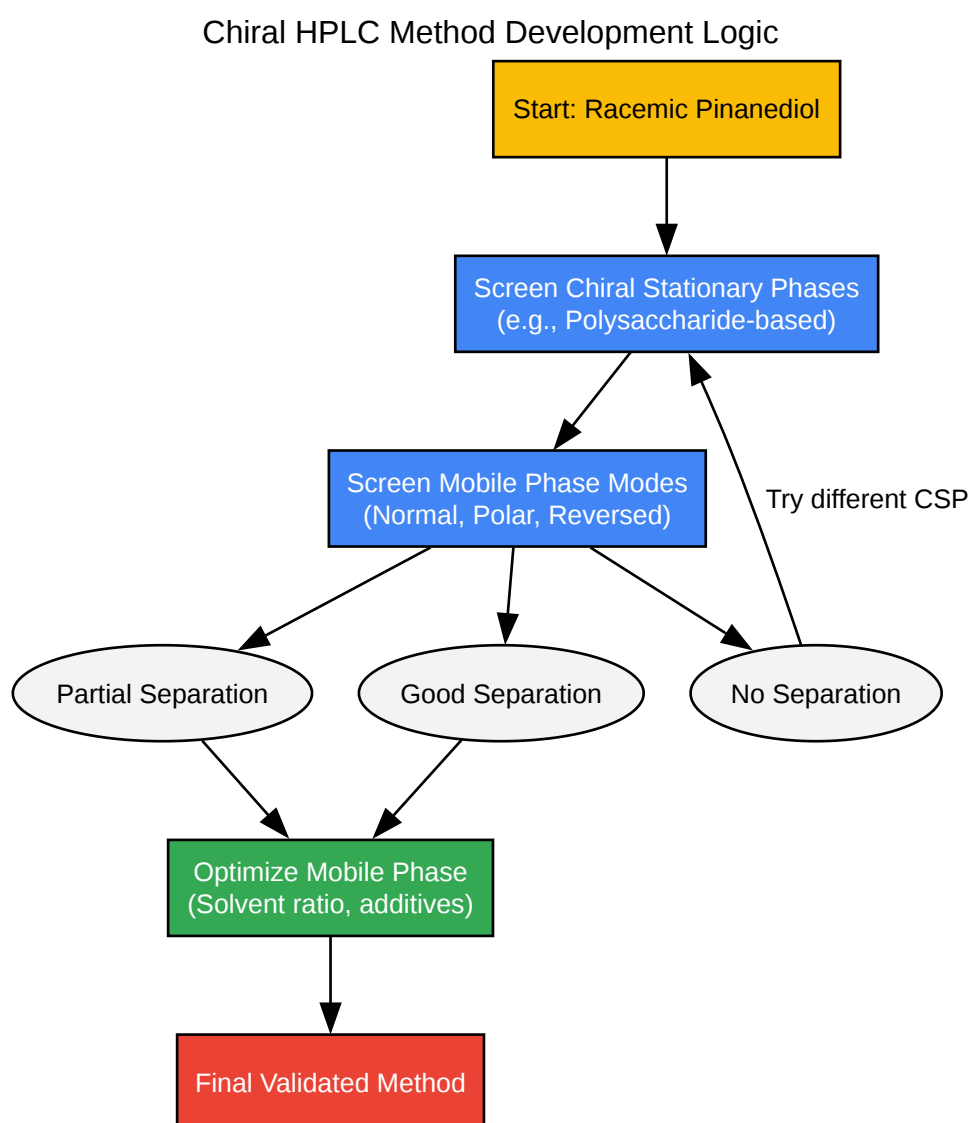 Chiral HPLC Method Development Logic
Start: Racemic Pinanediol
Screen Chiral Stationary Phases
(e.g., Polysaccharide-based)
Screen Mobile Phase Modes
(Normal, Polar, Reversed)
Try different CSP
Partial Separation
Good Separation
No Separation
Optimize Mobile Phase
(Solvent ratio, additives)
Final Validated Method